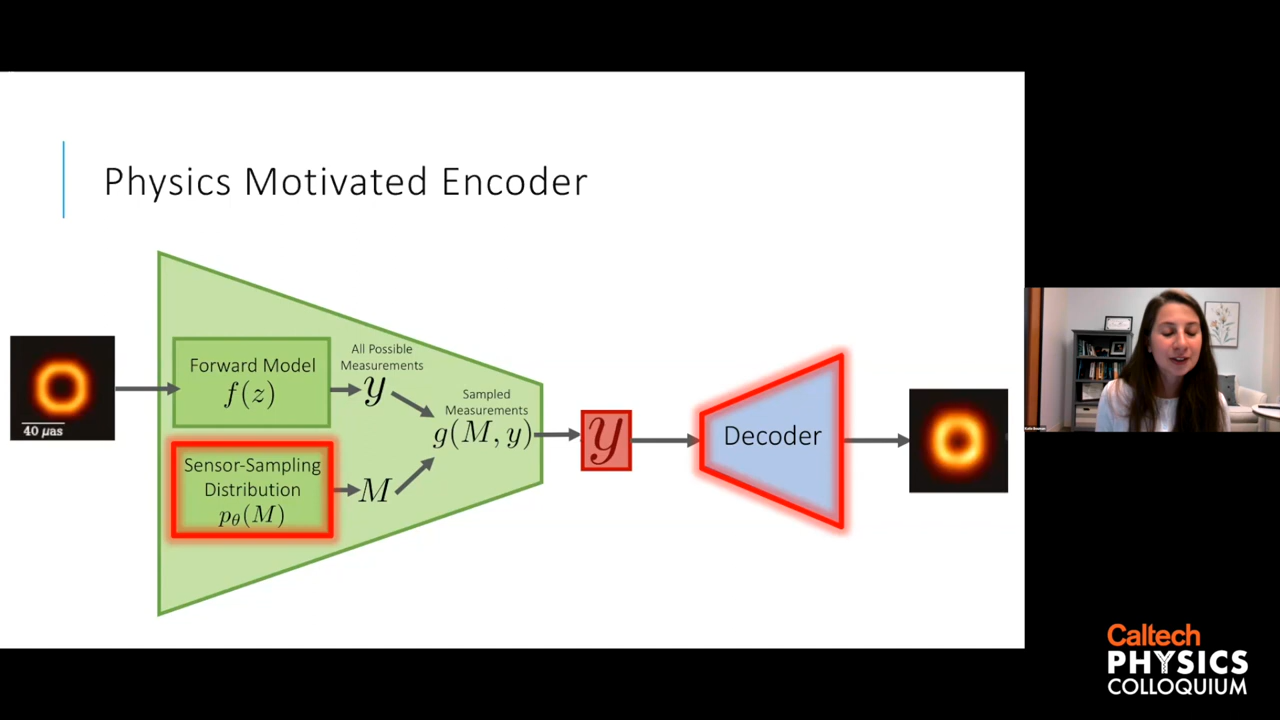 Physics Motivated Encoder
All Possible
Measurements
Forward Model
f(z)
y
Sampled
Measurements
g(M, y)
Sensor-Sampling
Distribution
pθ(M)
M
y
Decoder
40 μas
Caltech
PHYSICS
COLLOQUIUM